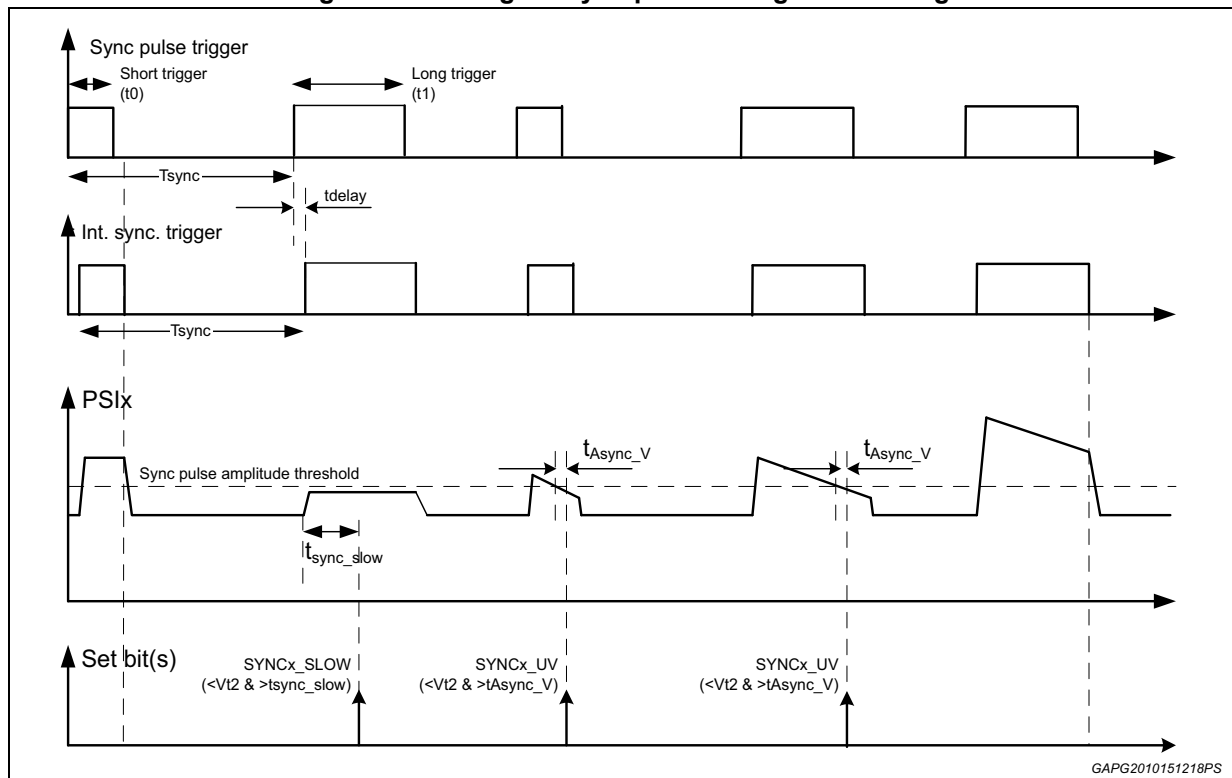 Sync pulse trigger
Short trigger
(t0)
Long trigger
(t1)
Tsync
tdelay
Int. sync. trigger
Tsync
PSIx
Sync pulse amplitude threshold
tAsync_V
tAsync_V
tsync_slow
Set bit(s)
SYNCx_SLOW
(<Vt2 & >tsync_slow)
SYNCx_UV
(<Vt2 & >tAsync_V)
SYNCx_UV
(<Vt2 & >tAsync_V)
GAPG2010151218PS